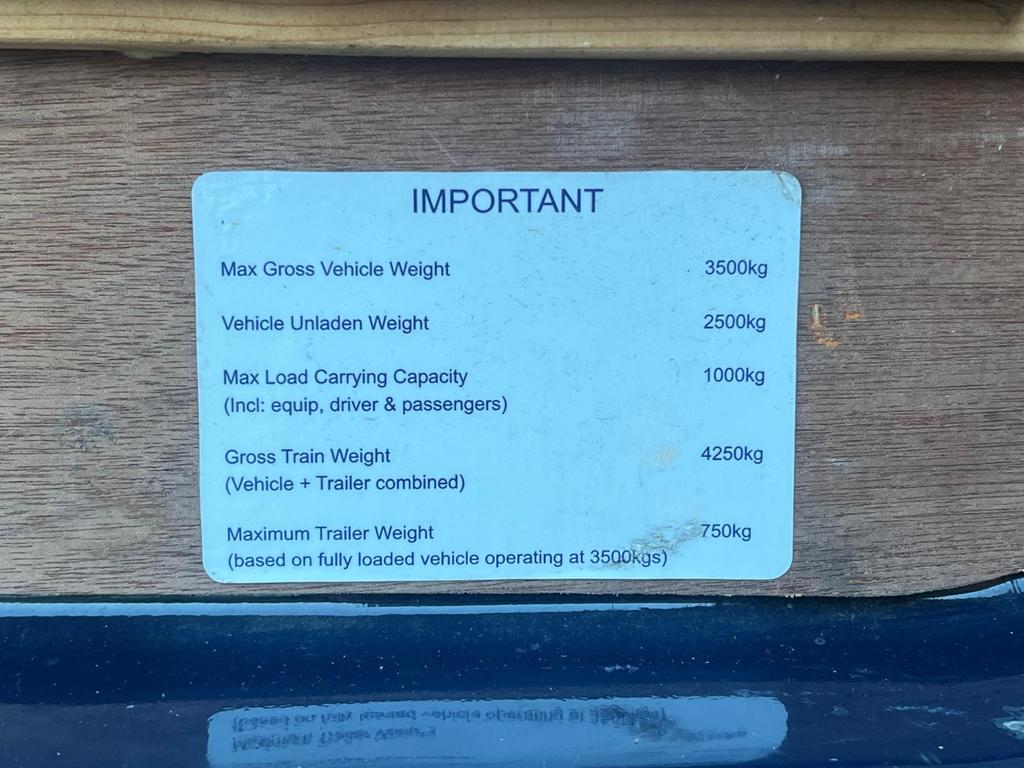 IMPORTANT
Max Gross Vehicle Weight 3500kg
Vehicle Unladen Weight 2500kg
Max Load Carrying Capacity 1000kg
(Incl: equip, driver & passengers)
Gross Train Weight 4250kg
(Vehicle + Trailer combined)
Maximum Trailer Weight 750kg
(based on fully loaded vehicle operating at 3500kgs)